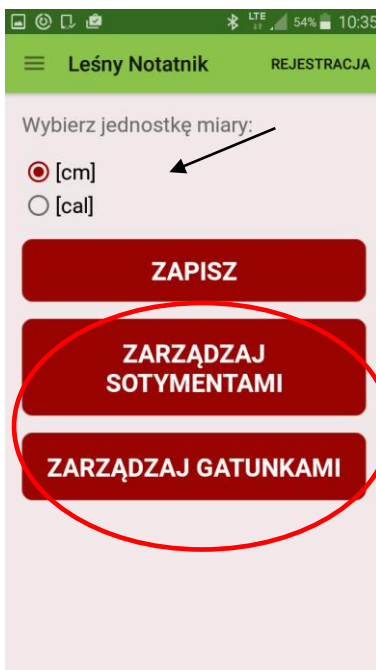 LTE 54% 10:35
Leśny Notatnik REJESTRACJA
Wybierz jednostkę miary:
[cm]
[cal]
ZAPISZ
ZARZĄDZAJ
SOTYMENTAMI
ZARZĄDZAJ GATUNKAMI